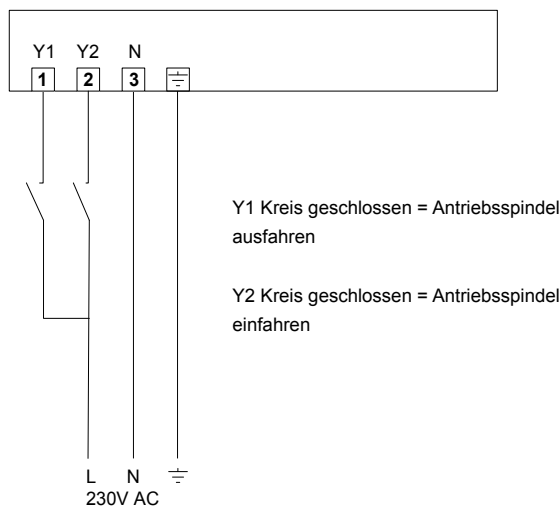 Y1 Y2 N
1 2 3
Y1 Kreis geschlossen = Antriebsspindel
ausfahren
Y2 Kreis geschlossen = Antriebsspindel
einfahren
L N
230V AC